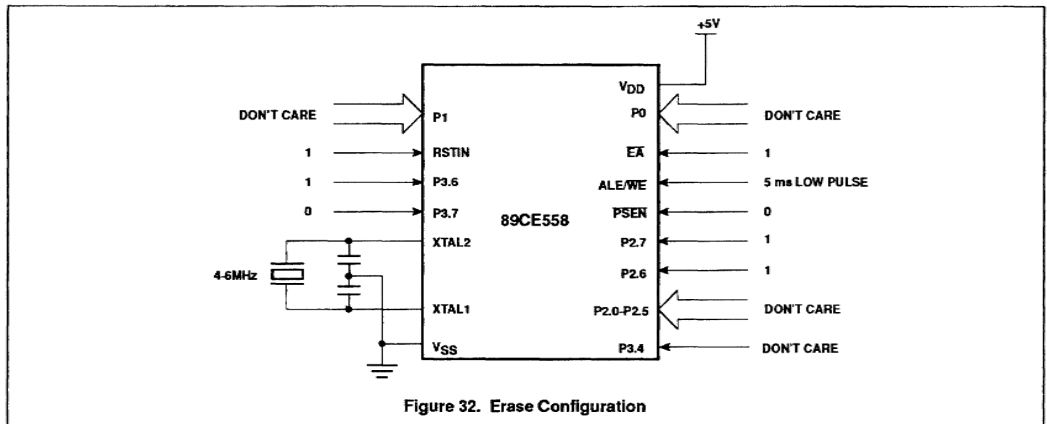 +5V
VDD
DON'T CARE P1 P0 DON'T CARE
1 RSTIN EA 1
1 P3.6 ALE/WE 5 ms LOW PULSE
0 P3.7 PSEN 0
89CE558
XTAL2 P2.7 1
4-6MHz P2.6 1
XTAL1 P2.0-P2.5 DON'T CARE
VSS P3.4 DON'T CARE
Figure 32. Erase Configuration